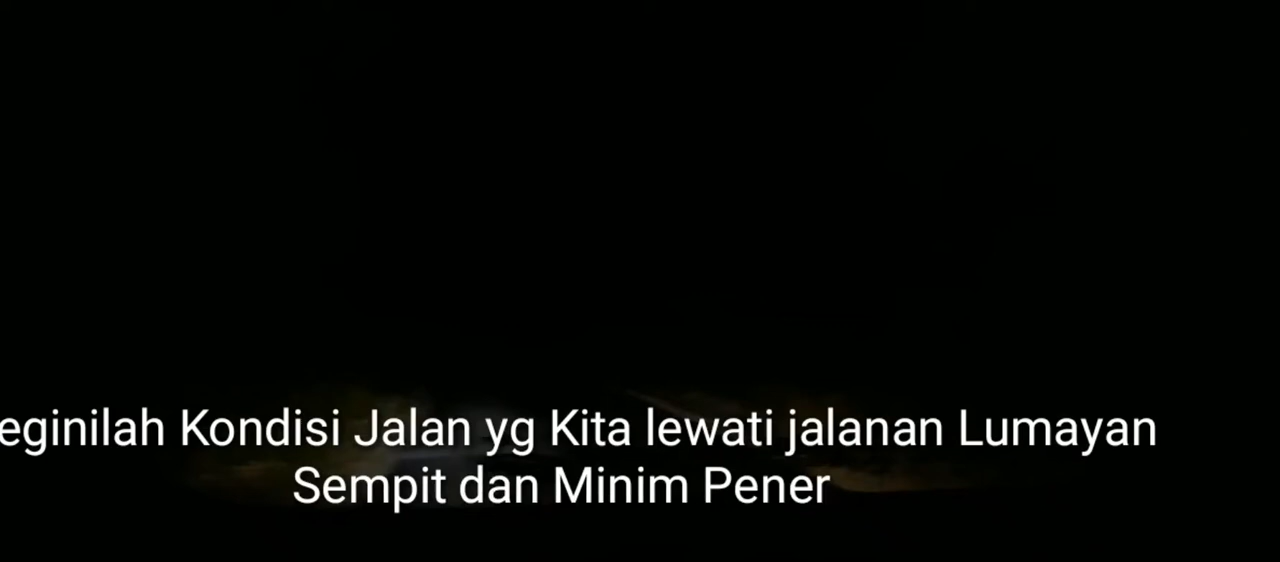 eginilah Kondisi Jalan yg Kita lewati jalanan Lumayan
Sempit dan Minim Pener